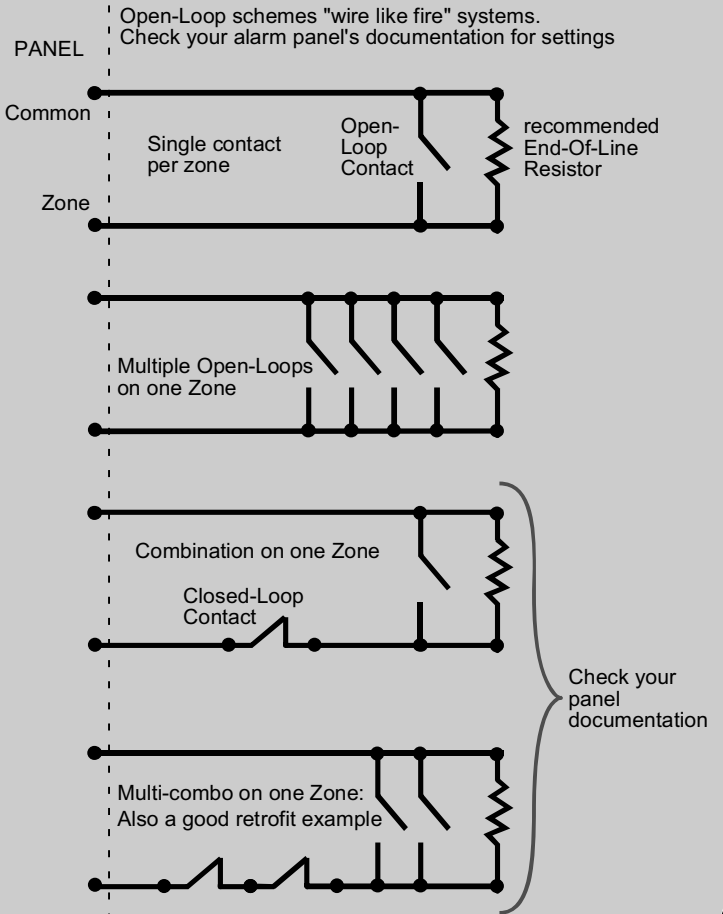 Open-Loop schemes "wire like fire" systems.
Check your alarm panel's documentation for settings
PANEL
Common
Single contact
per zone
Open-
Loop
Contact
recommended
End-Of-Line
Resistor
Zone
Multiple Open-Loops
on one Zone
Combination on one Zone
Closed-Loop
Contact
Check your
panel
documentation
Multi-combo on one Zone:
Also a good retrofit example